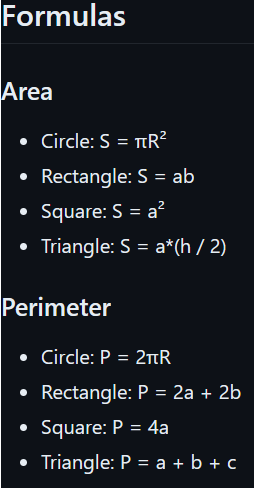 Formulas
Area
• Circle: S = πR²
• Rectangle: S = ab
• Square: S = a²
• Triangle: S = a*(h / 2)
Perimeter
• Circle: P = 2πR
• Rectangle: P = 2a + 2b
• Square: P = 4a
• Triangle: P = a + b + c